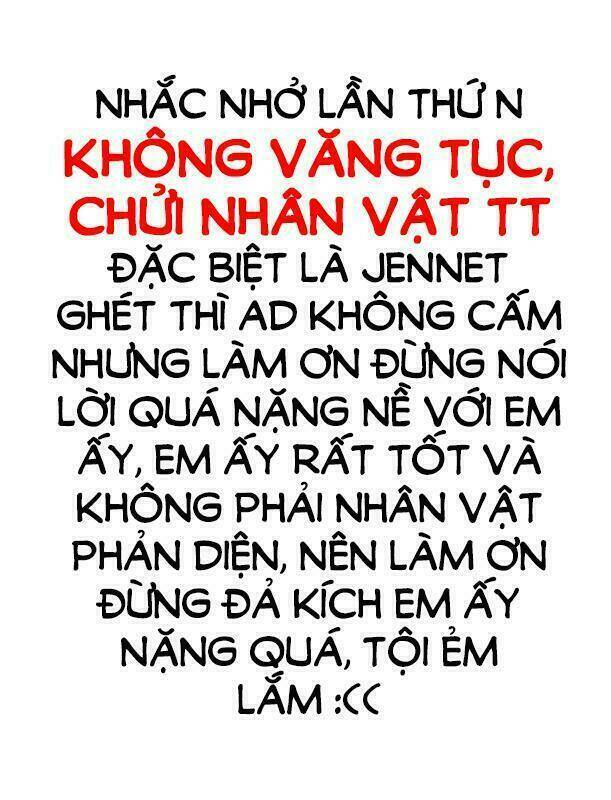 NHẮC NHỞ LẦN THỨ N
KHÔNG VĂNG TỤC,
CHỬI NHÂN VẬT TT
ĐẶC BIỆT LÀ JENNET
GHÉT THÌ AD KHÔNG CẤM
NHƯNG LÀM ƠN ĐỪNG NÓI
LỜI QUÁ NẶNG NỀ VỚI EM
ẤY, EM ẤY RẤT TỐT VÀ
KHÔNG PHẢI NHÂN VẬT
PHẢN DIỆN, NÊN LÀM ƠN
ĐỪNG ĐẢ KÍCH EM ẤY
NẶNG QUÁ, TỘI ẺM
LẮM :((